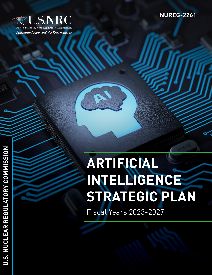 U.S.NRC
NUREG-2261
AI
ARTIFICIAL
INTELLIGENCE
STRATEGIC PLAN
Fiscal Years 2023-2027
U.S. NUCLEAR REGULATORY COMMISSION